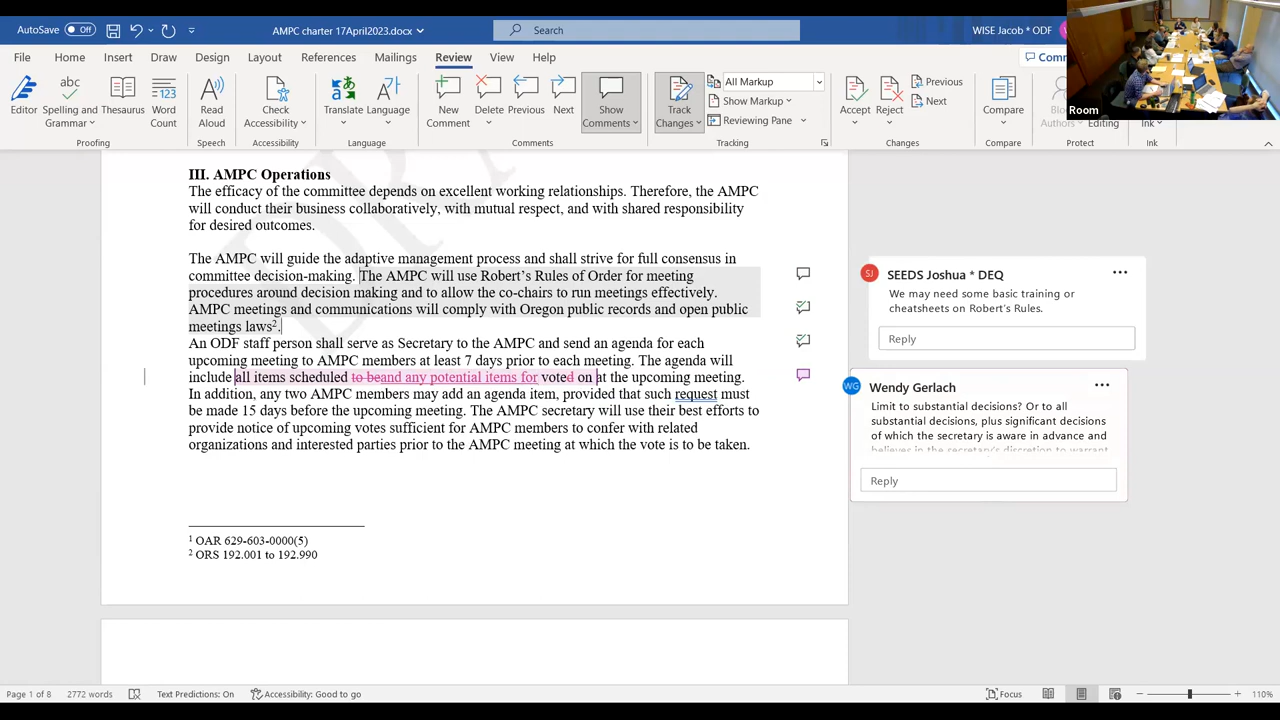 AutoSave Off AMPC charter 17April2023.docx Search WISE Jacob * ODF
File Home Insert Draw Design Layout References Mailings Review View Help
Editor Spelling and Grammar Thesaurus Word Count Read Aloud Check Accessibility Translate Language New Comment Delete Previous Next Show Comments Track Changes All Markup Show Markup Reviewing Pane Accept Reject Previous Next Compare Protect Ink
Proofing Speech Accessibility Language Comments Tracking Changes Compare Protect Ink
Room
III. AMPC Operations
The efficacy of the committee depends on excellent working relationships. Therefore, the AMPC
will conduct their business collaboratively, with mutual respect, and with shared responsibility
for desired outcomes.
The AMPC will guide the adaptive management process and shall strive for full consensus in
committee decision-making. The AMPC will use Robert's Rules of Order for meeting
procedures around decision making and to allow the co-chairs to run meetings effectively.
AMPC meetings and communications will comply with Oregon public records and open public
meetings laws².
An ODF staff person shall serve as Secretary to the AMPC and send an agenda for each
upcoming meeting to AMPC members at least 7 days prior to each meeting. The agenda will
include all items scheduled to beand any potential items for voted on at the upcoming meeting.
In addition, any two AMPC members may add an agenda item, provided that such request must
be made 15 days before the upcoming meeting. The AMPC secretary will use their best efforts to
provide notice of upcoming votes sufficient for AMPC members to confer with related
organizations and interested parties prior to the AMPC meeting at which the vote is to be taken.
¹ OAR 629-603-0000(5)
² ORS 192.001 to 192.990
SJ SEEDS Joshua * DEQ
We may need some basic training or
cheatsheets on Robert's Rules.
Reply
WG Wendy Gerlach
Limit to substantial decisions? Or to all
substantial decisions, plus significant decisions
of which the secretary is aware in advance and
believes in the secretary's discretion to warrant
Reply
Page 1 of 8 2772 words Text Predictions: On Accessibility: Good to go Focus 110%